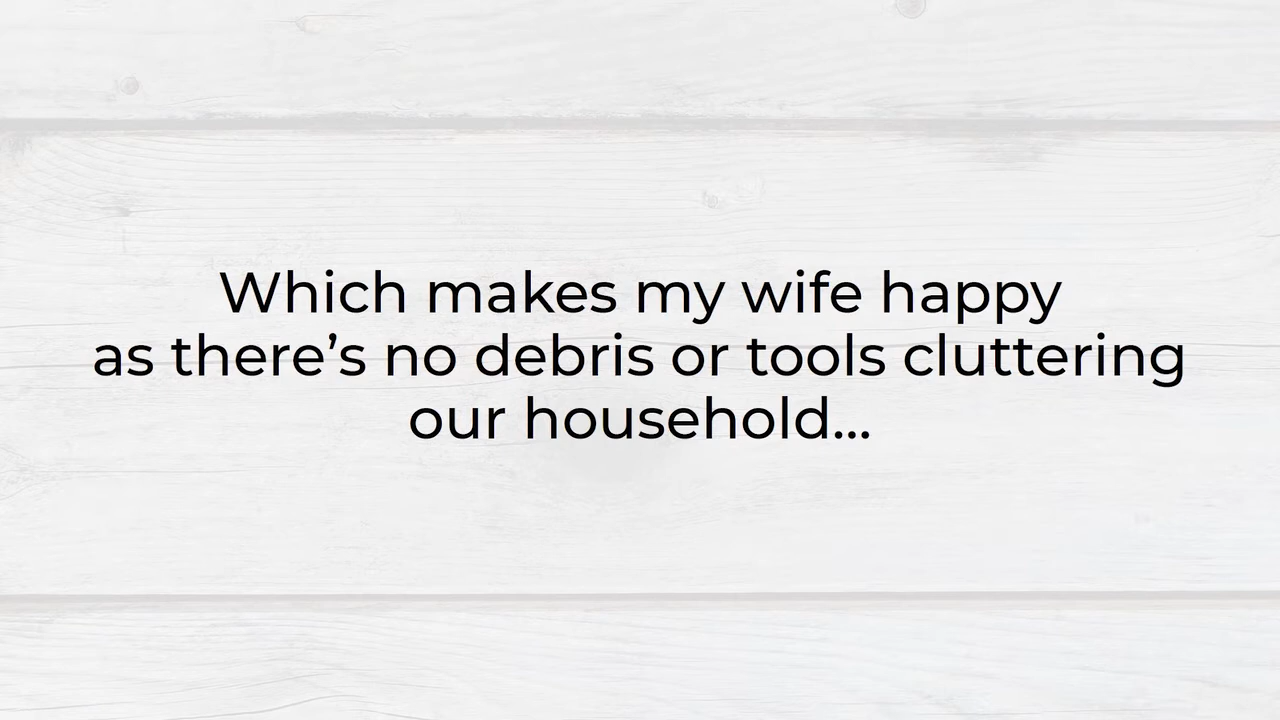 Which makes my wife happy
as there’s no debris or tools cluttering
our household...